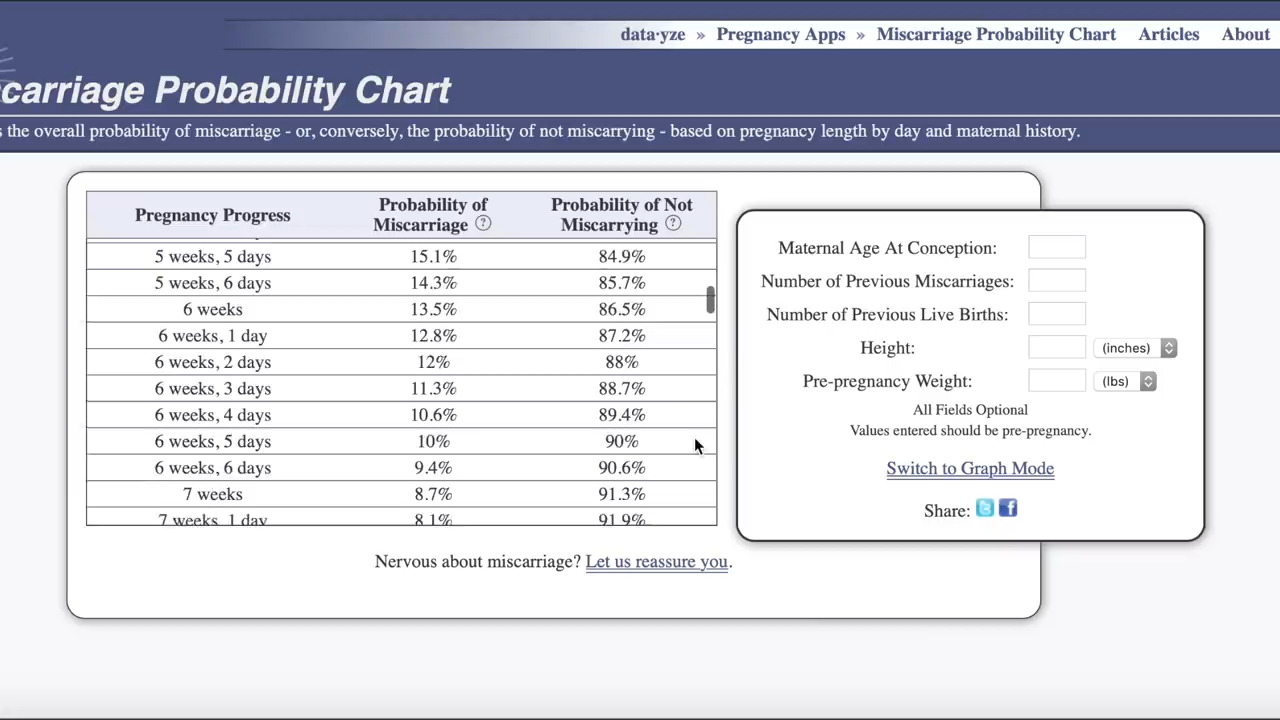 data·yze » Pregnancy Apps » Miscarriage Probability Chart Articles About
carriage Probability Chart
the overall probability of miscarriage - or, conversely, the probability of not miscarrying - based on pregnancy length by day and maternal history.
Pregnancy Progress Probability of Miscarriage ? Probability of Not Miscarrying ?
5 weeks, 5 days 15.1% 84.9%
5 weeks, 6 days 14.3% 85.7%
6 weeks 13.5% 86.5%
6 weeks, 1 day 12.8% 87.2%
6 weeks, 2 days 12% 88%
6 weeks, 3 days 11.3% 88.7%
6 weeks, 4 days 10.6% 89.4%
6 weeks, 5 days 10% 90%
6 weeks, 6 days 9.4% 90.6%
7 weeks 8.7% 91.3%
7 weeks, 1 day 8.1% 91.9%
Nervous about miscarriage? Let us reassure you.
Maternal Age At Conception:
Number of Previous Miscarriages:
Number of Previous Live Births:
Height: (inches)
Pre-pregnancy Weight: (lbs)
All Fields Optional
Values entered should be pre-pregnancy.
Switch to Graph Mode
Share: